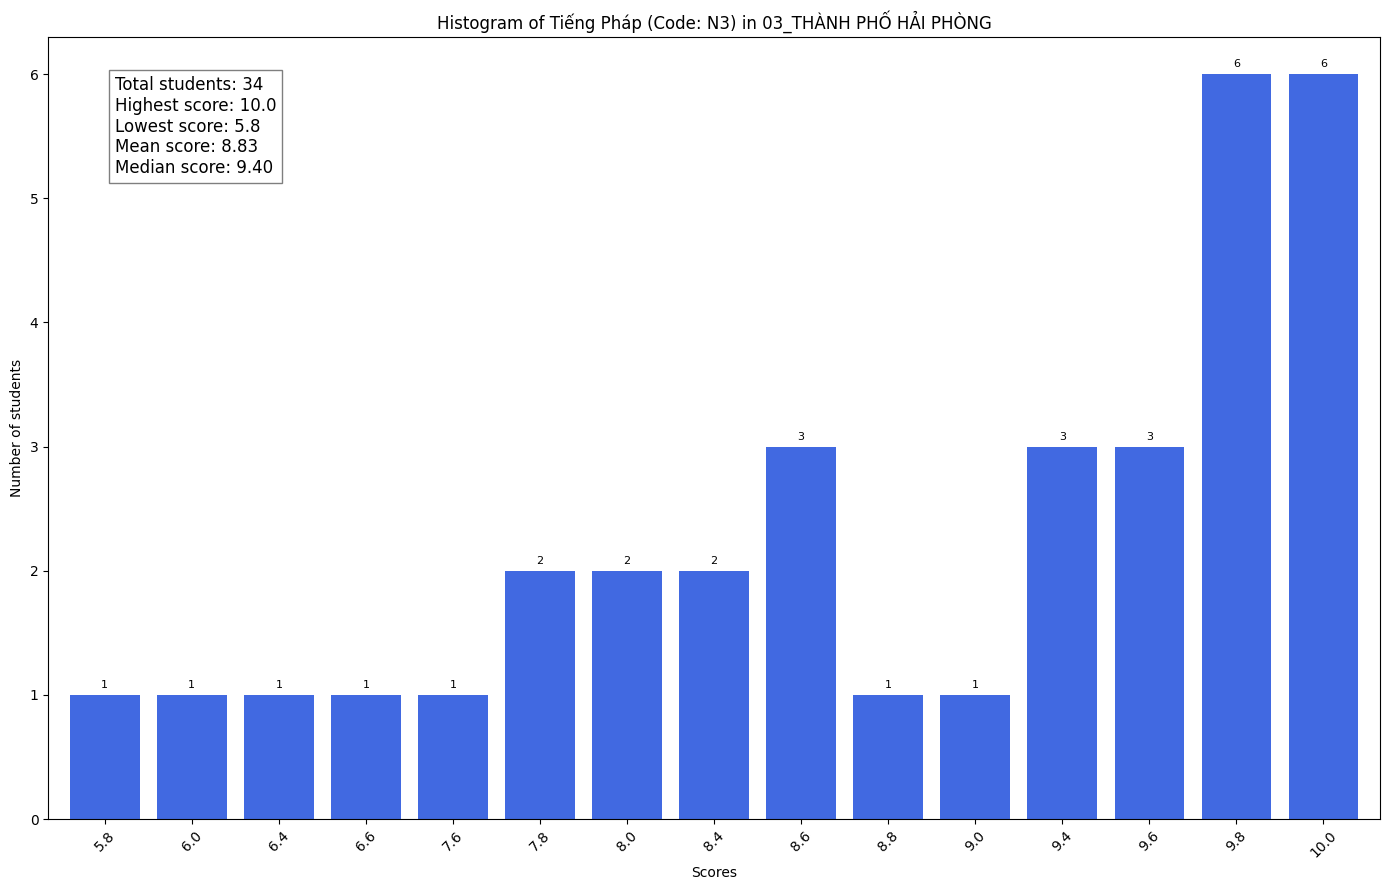 Histogram of Tiếng Pháp (Code: N3) in 03_THÀNH PHỐ HẢI PHÒNG
Total students: 34
Highest score: 10.0
Lowest score: 5.8
Mean score: 8.83
Median score: 9.40
Number of students
6
5
4
3
2
1
0
1 1 1 1 1 2 2 2 3 1 1 3 3 6 6
5.8 6.0 6.4 6.6 7.6 7.8 8.0 8.4 8.6 8.8 9.0 9.4 9.6 9.8 10.0
Scores